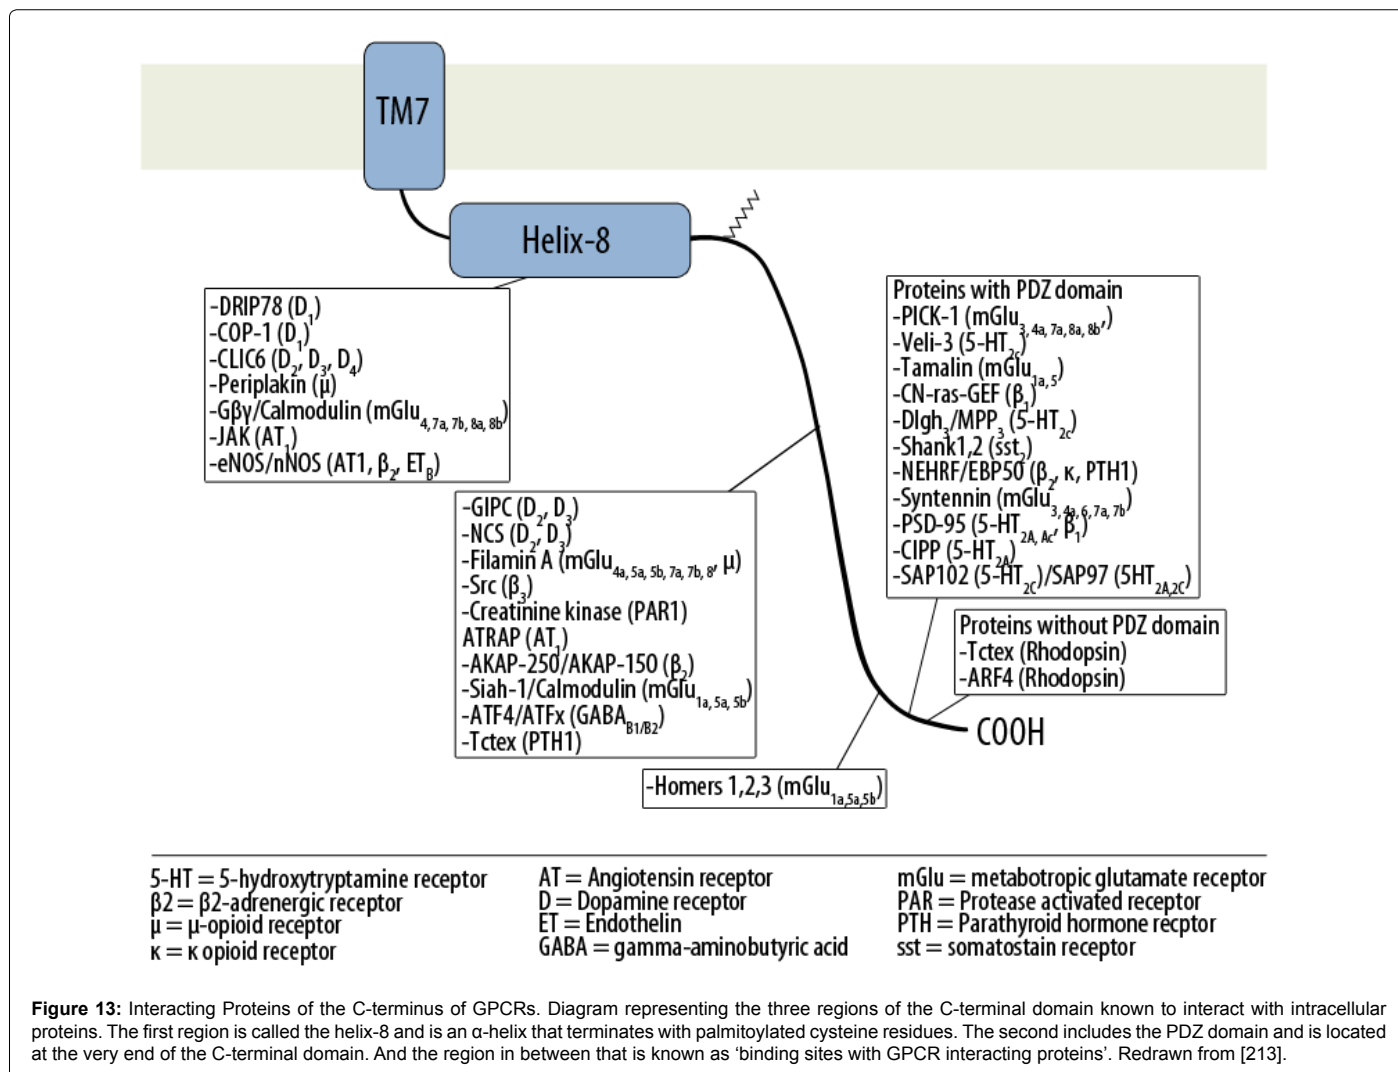 TM7
Helix-8
-DRIP78 (D1)
-COP-1 (D1)
-CLIC6 (D2, D3, D4)
-Periplakin (μ)
-Gβγ/Calmodulin (mGlu4, 7a, 7b, 8a, 8b)
-JAK (AT1)
-eNOS/nNOS (AT1, β2, ETB)
-GIPC (D2, D3)
-NCS (D2, D3)
-Filamin A (mGlu4a, 5a, 5b, 7a, 7b, 8, μ)
-Src (β3)
-Creatinine kinase (PAR1)
ATRAP (AT1)
-AKAP-250/AKAP-150 (β2)
-Siah-1/Calmodulin (mGlu1a, 5a, 5b)
-ATF4/ATFx (GABAB1/B2)
-Tctex (PTH1)
Proteins with PDZ domain
-PICK-1 (mGlu3, 4a, 7a, 8a, 8b,)
-Veli-3 (5-HT2c)
-Tamalin (mGlu1a, 5)
-CN-ras-GEF (β1)
-Dlgh3/MPP3 (5-HT2c)
-Shank1,2 (sst2)
-NEHRF/EBP50 (β2, κ, PTH1)
-Syntennin (mGlu3, 4a, 6, 7a, 7b)
-PSD-95 (5-HT2A, Ac, β1)
-CIPP (5-HT2A)
-SAP102 (5-HT2C)/SAP97 (5HT2A,2C)
Proteins without PDZ domain
-Tctex (Rhodopsin)
-ARF4 (Rhodopsin)
COOH
-Homers 1,2,3 (mGlu1a,5a,5b)
5-HT = 5-hydroxytryptamine receptor
β2 = β2-adrenergic receptor
μ = μ-opioid receptor
κ = κ opioid receptor
AT = Angiotensin receptor
D = Dopamine receptor
ET = Endothelin
GABA = gamma-aminobutyric acid
mGlu = metabotropic glutamate receptor
PAR = Protease activated receptor
PTH = Parathyroid hormone recptor
sst = somatostain receptor
Figure 13: Interacting Proteins of the C-terminus of GPCRs. Diagram representing the three regions of the C-terminal domain known to interact with intracellular
proteins. The first region is called the helix-8 and is an α-helix that terminates with palmitoylated cysteine residues. The second includes the PDZ domain and is located
at the very end of the C-terminal domain. And the region in between that is known as ‘binding sites with GPCR interacting proteins’. Redrawn from [213].